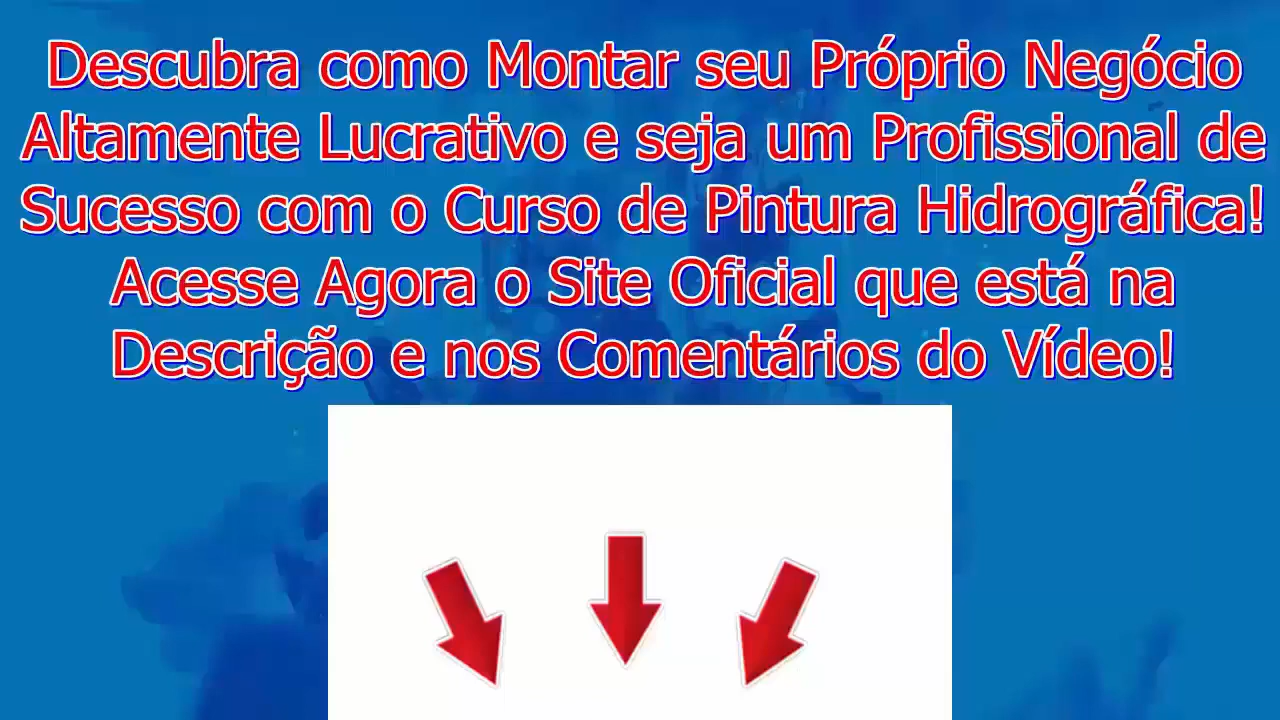 Descubra como Montar seu Próprio Negócio
Altamente Lucrativo e seja um Profissional de
Sucesso com o Curso de Pintura Hidrográfica!
Acesse Agora o Site Oficial que está na
Descrição e nos Comentários do Vídeo!